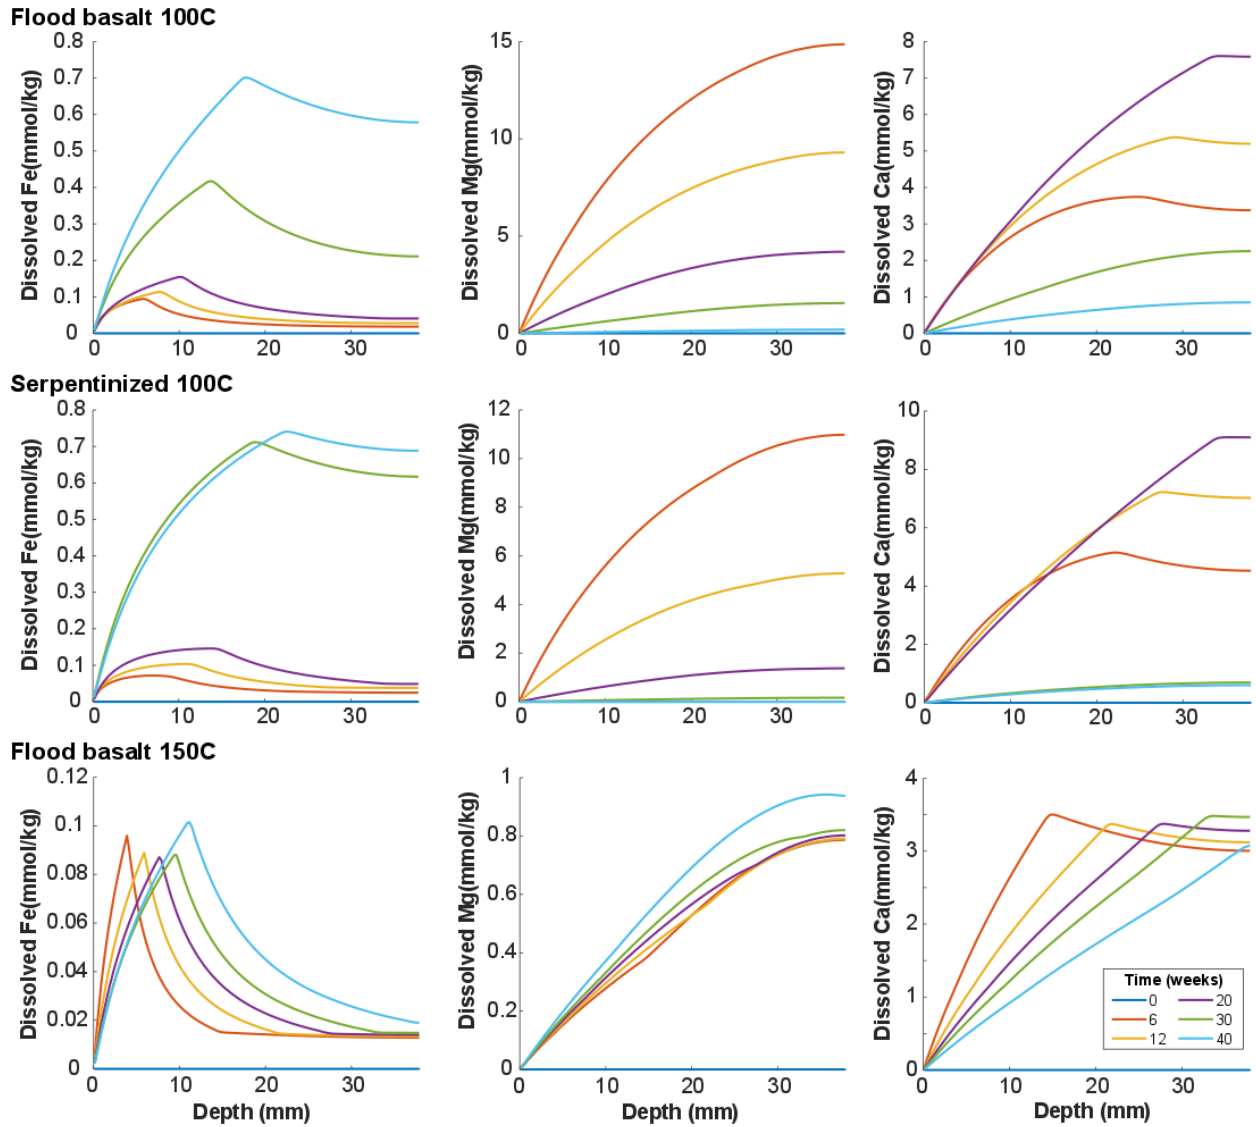 Flood basalt 100C
Dissolved Fe(mmol/kg)
0.8
0.7
0.6
0.5
0.4
0.3
0.2
0.1
0
0 10 20 30
Dissolved Mg(mmol/kg)
15
10
5
0
0 10 20 30
Dissolved Ca(mmol/kg)
8
7
6
5
4
3
2
1
0
0 10 20 30
Serpentinized 100C
Dissolved Fe(mmol/kg)
0.8
0.7
0.6
0.5
0.4
0.3
0.2
0.1
0
0 10 20 30
Dissolved Mg(mmol/kg)
12
10
8
6
4
2
0
0 10 20 30
Dissolved Ca(mmol/kg)
10
8
6
4
2
0
0 10 20 30
Flood basalt 150C
Dissolved Fe(mmol/kg)
0.12
0.1
0.08
0.06
0.04
0.02
0
0 10 20 30
Depth (mm)
Dissolved Mg(mmol/kg)
1
0.8
0.6
0.4
0.2
0
0 10 20 30
Depth (mm)
Dissolved Ca(mmol/kg)
4
3
2
1
0
0 10 20 30
Depth (mm)
Time (weeks)
0 20
6 30
12 40